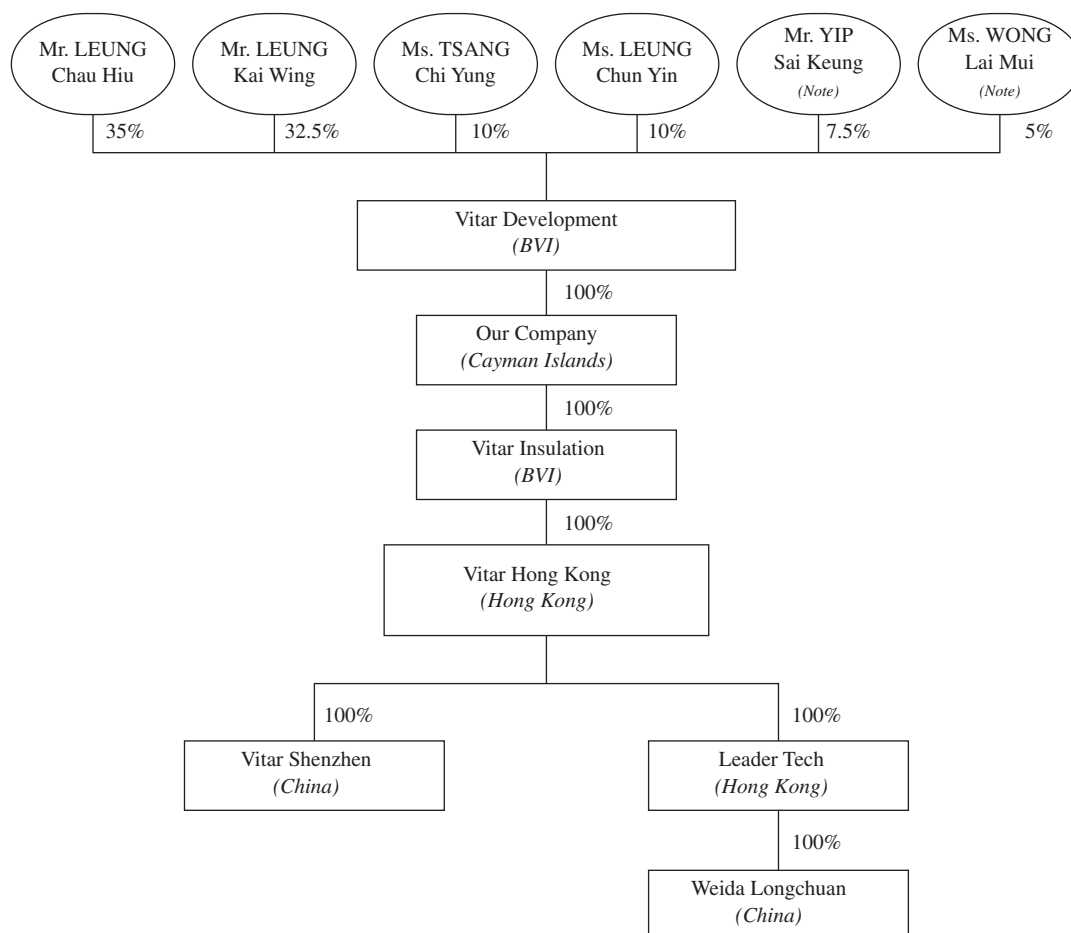 Mr. LEUNG
Chau Hiu
Mr. LEUNG
Kai Wing
Ms. TSANG
Chi Yung
Ms. LEUNG
Chun Yin
Mr. YIP
Sai Keung
(Note)
Ms. WONG
Lai Mui
(Note)
35%
32.5%
10%
10%
7.5%
5%
Vitar Development
(BVI)
100%
Our Company
(Cayman Islands)
100%
Vitar Insulation
(BVI)
100%
Vitar Hong Kong
(Hong Kong)
100%
100%
Vitar Shenzhen
(China)
Leader Tech
(Hong Kong)
100%
Weida Longchuan
(China)